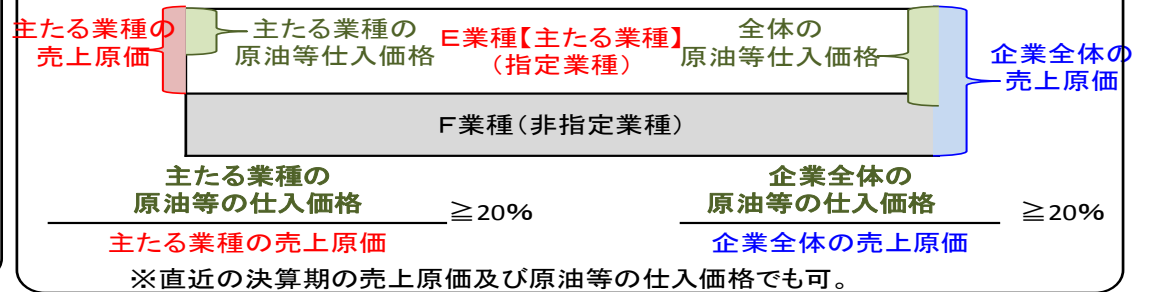 主たる業種の
売上原価
主たる業種の
原油等仕入価格
E業種【主たる業種】
（指定業種）
全体の
原油等仕入価格
企業全体の
売上原価
F業種（非指定業種）
主たる業種の
原油等の仕入価格
≧20%
主たる業種の売上原価
企業全体の
原油等の仕入価格
≧20%
企業全体の売上原価
※直近の決算期の売上原価及び原油等の仕入価格でも可。